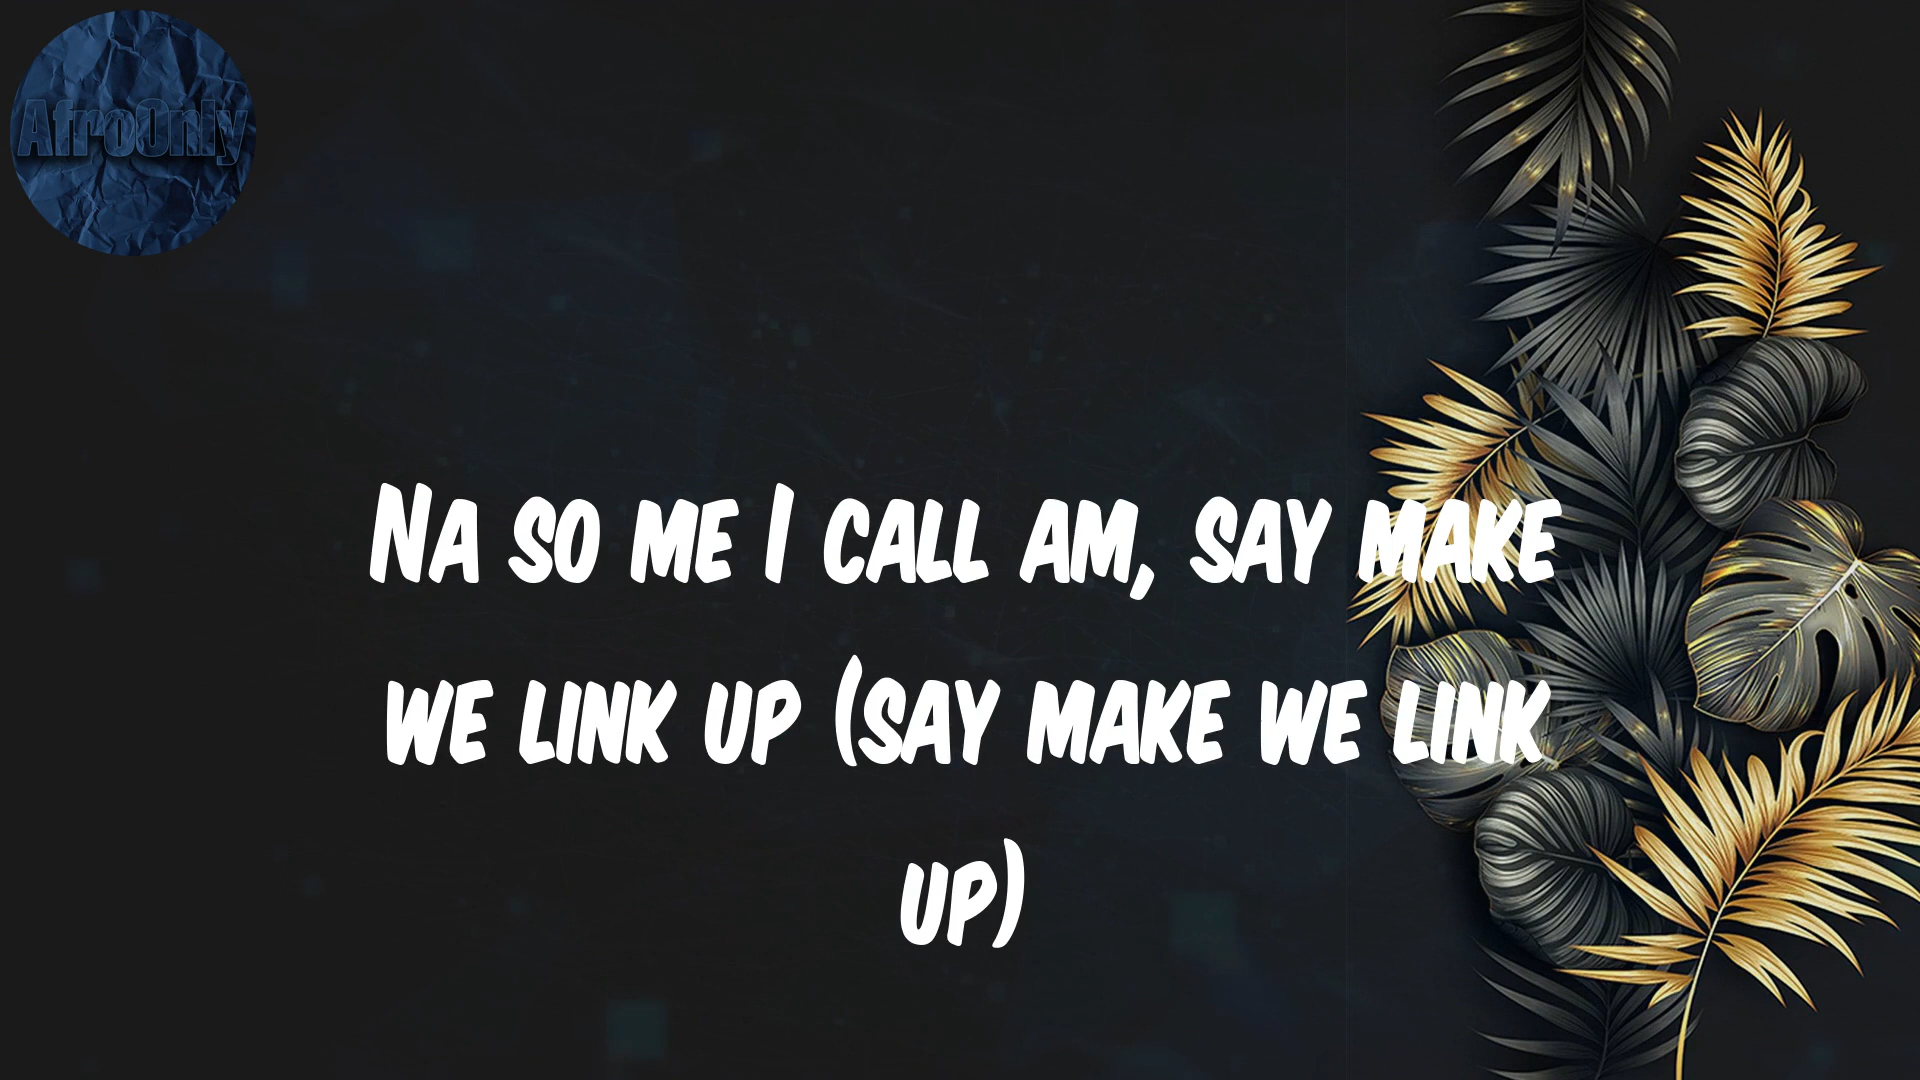 AfroOnly
Na so me I call am, say make
we link up (say make we link
up)